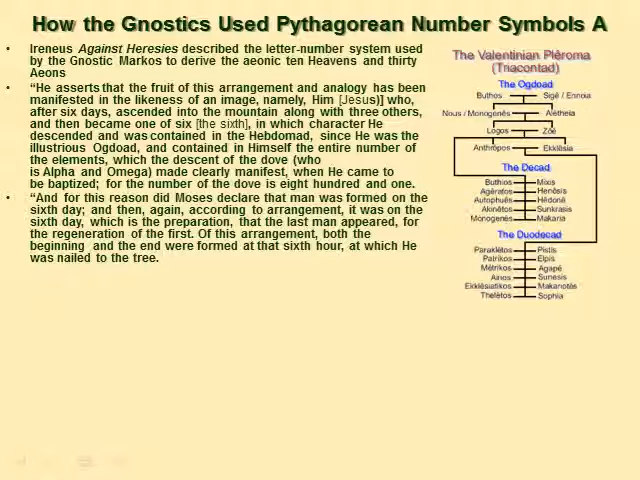 How the Gnostics Used Pythagorean Number Symbols A
• Ireneus Against Heresies described the letter-number system used
by the Gnostic Markos to derive the aeonic ten Heavens and thirty
Aeons
• “He asserts that the fruit of this arrangement and analogy has been
manifested in the likeness of an image, namely, Him [Jesus)] who,
after six days, ascended into the mountain along with three others,
and then became one of six [the sixth], in which character He
descended and was contained in the Hebdomad, since He was the
illustrious Ogdoad, and contained in Himself the entire number of
the elements, which the descent of the dove (who
is Alpha and Omega) made clearly manifest, when He came to
be baptized; for the number of the dove is eight hundred and one.
• “And for this reason did Moses declare that man was formed on the
sixth day; and then, again, according to arrangement, it was on the
sixth day, which is the preparation, that the last man appeared, for
the regeneration of the first. Of this arrangement, both the
beginning and the end were formed at that sixth hour, at which He
was nailed to the tree.
The Valentinian Plêroma
(Triacontad)
The Ogdoad
Buthos Sigê / Ennoia
Nous / Monogenês Alêtheia
Logos Zôê
Anthrôpos Ekklêsia
The Decad
Buthios Mixis
Agêratos Henôsis
Autophuês Hêdonê
Akinêtos Sunkrasis
Monogenês Makaria
The Duodecad
Paraklêtos Pistis
Patrikos Elpis
Mêtrikos Agapê
Ainos Sunesis
Ekklêsiatikos Makariotês
Thelêtos Sophia